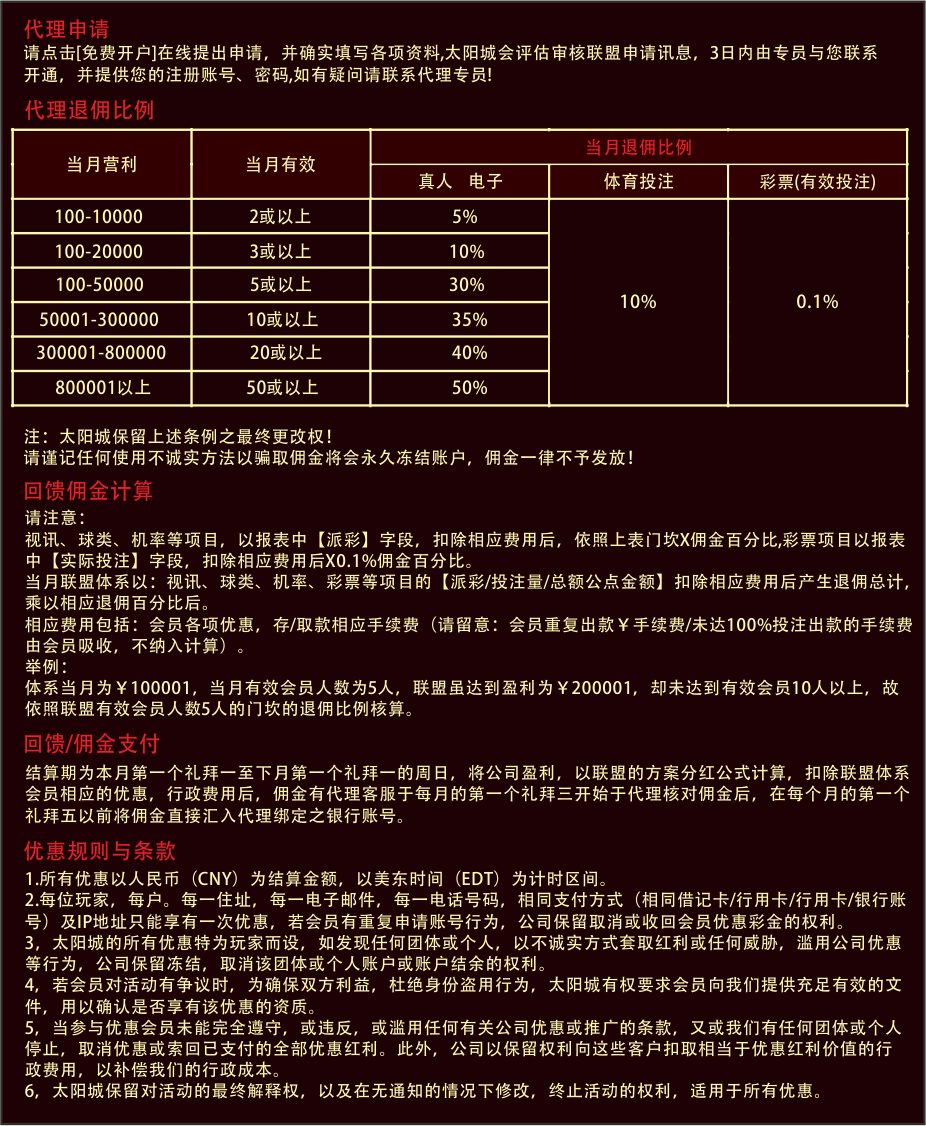 代理申请
请点击[免费开户]在线提出申请，并确实填写各项资料,太阳城会评估审核联盟申请讯息，3日内由专员与您联系
开通，并提供您的注册账号、密码,如有疑问请联系代理专员!
代理退佣比例
当月营利 当月有效 当月退佣比例
真人 电子 体育投注 彩票(有效投注)
100-10000 2或以上 5%
100-20000 3或以上 10%
100-50000 5或以上 30%
10% 0.1%
50001-300000 10或以上 35%
300001-800000 20或以上 40%
800001以上 50或以上 50%
注：太阳城保留上述条例之最终更改权！
请谨记任何使用不诚实方法以骗取佣金将会永久冻结账户，佣金一律不予发放！
回馈佣金计算
请注意：
视讯、球类、机率等项目，以报表中【派彩】字段，扣除相应费用后，依照上表门坎X佣金百分比,彩票项目以报表
中【实际投注】字段，扣除相应费用后X0.1%佣金百分比。
当月联盟体系以：视讯、球类、机率、彩票等项目的【派彩/投注量/总额公点金额】扣除相应费用后产生退佣总计，
乘以相应退佣百分比后。
相应费用包括：会员各项优惠，存/取款相应手续费（请留意：会员重复出款￥手续费/未达100%投注出款的手续费
由会员吸收，不纳入计算）。
举例：
体系当月为￥100001，当月有效会员人数为5人，联盟虽达到盈利为￥200001，却未达到有效会员10人以上，故
依照联盟有效会员人数5人的门坎的退佣比例核算。
回馈/佣金支付
结算期为本月第一个礼拜一至下月第一个礼拜一的周日，将公司盈利，以联盟的方案分红公式计算，扣除联盟体系
会员相应的优惠，行政费用后，佣金有代理客服于每月的第一个礼拜三开始于代理核对佣金后，在每个月的第一个
礼拜五以前将佣金直接汇入代理绑定之银行账号。
优惠规则与条款
1.所有优惠以人民币（CNY）为结算金额，以美东时间（EDT）为计时区间。
2.每位玩家，每户。每一住址，每一电子邮件，每一电话号码，相同支付方式（相同借记卡/行用卡/行用卡/银行账
号）及IP地址只能享有一次优惠，若会员有重复申请账号行为，公司保留取消或收回会员优惠彩金的权利。
3，太阳城的所有优惠特为玩家而设，如发现任何团体或个人，以不诚实方式套取红利或任何威胁，滥用公司优惠
等行为，公司保留冻结，取消该团体或个人账户或账户结余的权利。
4，若会员对活动有争议时，为确保双方利益，杜绝身份盗用行为，太阳城有权要求会员向我们提供充足有效的文
件，用以确认是否享有该优惠的资质。
5，当参与优惠会员未能完全遵守，或违反，或滥用任何有关公司优惠或推广的条款，又或我们有任何团体或个人
停止，取消优惠或索回已支付的全部优惠红利。此外，公司以保留权利向这些客户扣取相当于优惠红利价值的行
政费用，以补偿我们的行政成本。
6，太阳城保留对活动的最终解释权，以及在无通知的情况下修改，终止活动的权利，适用于所有优惠。